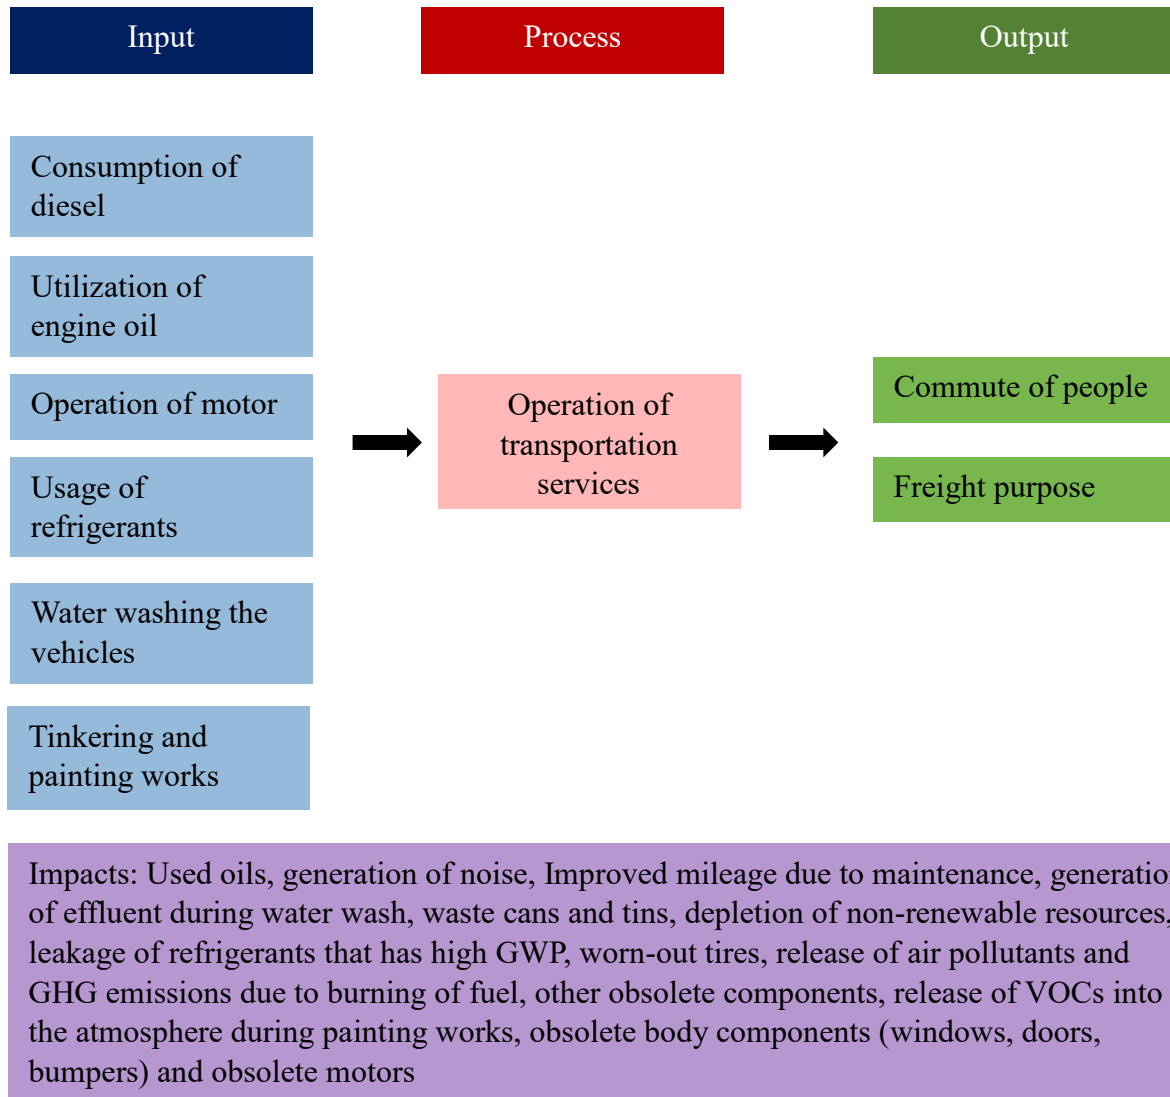 Input
Process
Output
Consumption of
diesel
Utilization of
engine oil
Operation of motor
Usage of
refrigerants
Water washing the
vehicles
Tinkering and
painting works
Operation of
transportation
services
Commute of people
Freight purpose
Impacts: Used oils, generation of noise, Improved mileage due to maintenance, generation
of effluent during water wash, waste cans and tins, depletion of non-renewable resources,
leakage of refrigerants that has high GWP, worn-out tires, release of air pollutants and
GHG emissions due to burning of fuel, other obsolete components, release of VOCs into
the atmosphere during painting works, obsolete body components (windows, doors,
bumpers) and obsolete motors